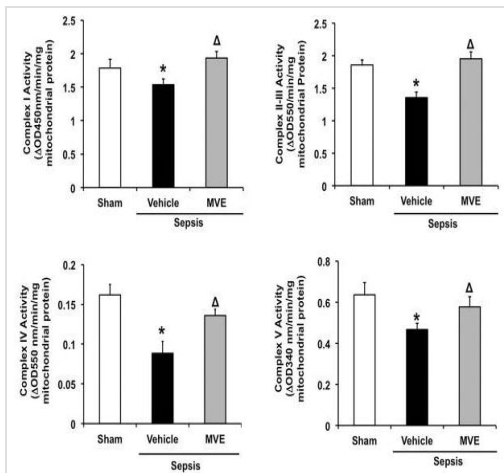 Complex I Activity
(ΔOD450nm/min/mg
mitochondrial protein)
2.5
2
1.5
1
0.5
0
*
Δ
Sham
Vehicle
MVE
Sepsis
Complex II-III Activity
(ΔOD550/min/mg
mitochondrial Protein)
2.5
2
1.5
1
0.5
0
*
Δ
Sham
Vehicle
MVE
Sepsis
Complex IV Activity
(ΔOD550 nm/min/mg
mitochondrial protein)
0.2
0.15
0.1
0.05
0
*
Δ
Sham
Vehicle
MVE
Sepsis
Complex V Activity
(ΔOD340 nm/min/mg
mitochondrial protein)
0.8
0.6
0.4
0.2
0
*
Δ
Sham
Vehicle
MVE
Sepsis